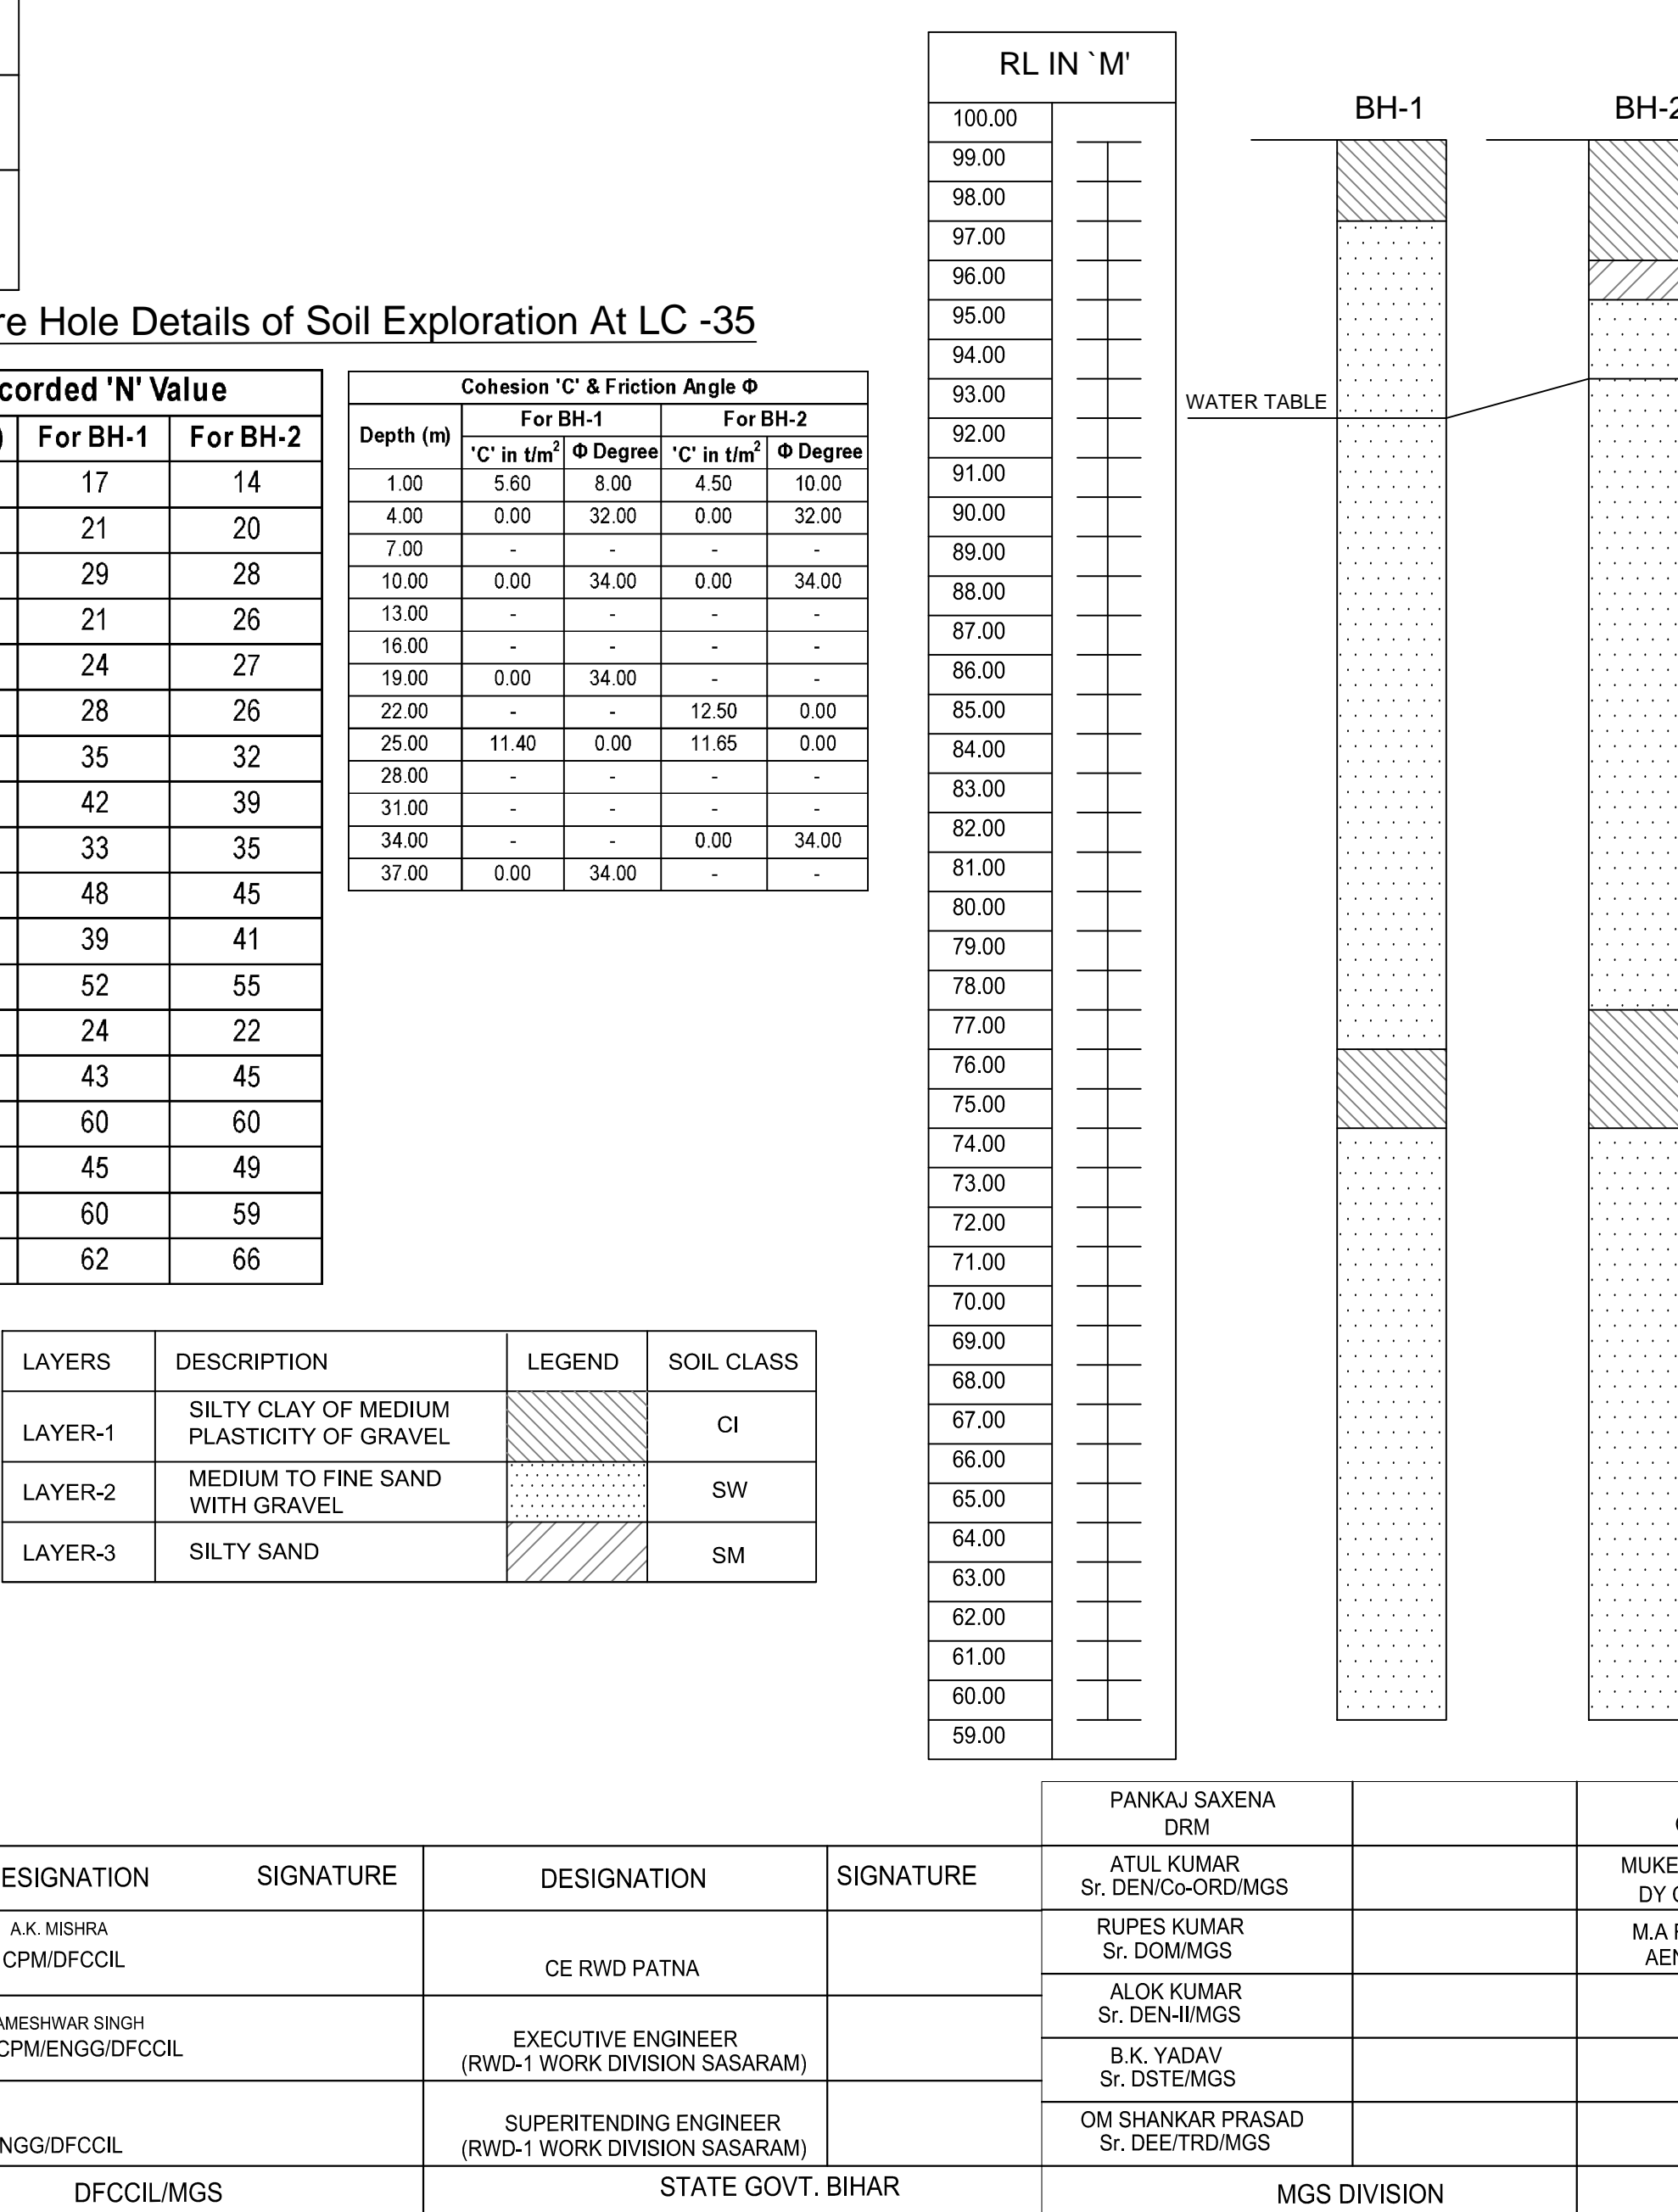 re Hole Details of Soil Exploration At LC -35
corded 'N' Value
) For BH-1 For BH-2
17 14
21 20
29 28
21 26
24 27
28 26
35 32
42 39
33 35
48 45
39 41
52 55
24 22
43 45
60 60
45 49
60 59
62 66
Cohesion 'C' & Friction Angle Φ
Depth (m) For BH-1 For BH-2
'C' in t/m² Φ Degree 'C' in t/m² Φ Degree
1.00 5.60 8.00 4.50 10.00
4.00 0.00 32.00 0.00 32.00
7.00 - - - -
10.00 0.00 34.00 0.00 34.00
13.00 - - - -
16.00 - - - -
19.00 0.00 34.00 - -
22.00 - - 12.50 0.00
25.00 11.40 0.00 11.65 0.00
28.00 - - - -
31.00 - - - -
34.00 - - 0.00 34.00
37.00 0.00 34.00 - -
LAYERS DESCRIPTION LEGEND SOIL CLASS
LAYER-1 SILTY CLAY OF MEDIUM
PLASTICITY OF GRAVEL CI
LAYER-2 MEDIUM TO FINE SAND
WITH GRAVEL SW
LAYER-3 SILTY SAND SM
RL IN `M'
100.00
99.00
98.00
97.00
96.00
95.00
94.00
93.00
92.00
91.00
90.00
89.00
88.00
87.00
86.00
85.00
84.00
83.00
82.00
81.00
80.00
79.00
78.00
77.00
76.00
75.00
74.00
73.00
72.00
71.00
70.00
69.00
68.00
67.00
66.00
65.00
64.00
63.00
62.00
61.00
60.00
59.00
BH-1 BH-2
WATER TABLE
ESIGNATION SIGNATURE DESIGNATION SIGNATURE
A.K. MISHRA
CPM/DFCCIL
AMESHWAR SINGH
CPM/ENGG/DFCCIL
NGG/DFCCIL
DFCCIL/MGS
CE RWD PATNA
EXECUTIVE ENGINEER
(RWD-1 WORK DIVISION SASARAM)
SUPERITENDING ENGINEER
(RWD-1 WORK DIVISION SASARAM)
STATE GOVT. BIHAR
PANKAJ SAXENA
DRM
ATUL KUMAR
Sr. DEN/Co-ORD/MGS
RUPES KUMAR
Sr. DOM/MGS
ALOK KUMAR
Sr. DEN-II/MGS
B.K. YADAV
Sr. DSTE/MGS
OM SHANKAR PRASAD
Sr. DEE/TRD/MGS
MGS DIVISION
MUKE
DY
M.A
AEN